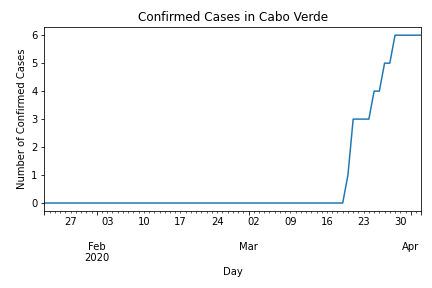 Confirmed Cases in Cabo Verde
6
5
4
3
2
1
0
Number of Confirmed Cases
27 03 10 17 24 02 09 16 23 30
Feb Mar Apr
2020
Day